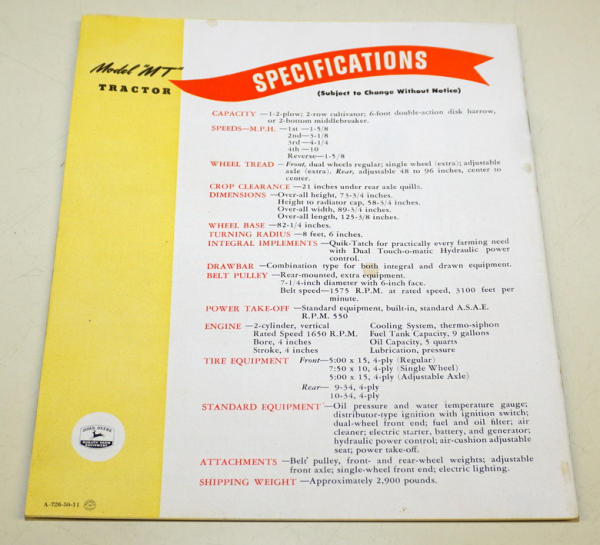 Model "MT"
TRACTOR
SPECIFICATIONS
(Subject to Change Without Notice)
CAPACITY —1-2-plow; 2-row cultivator; 6-foot double-action disk harrow,
or 2-bottom middlebreaker.
SPEEDS—M.P.H. —1st —1-5/8
2nd—3-1/8
3rd—4-1/4
4th —10
Reverse—1-5/8
WHEEL TREAD —Front, dual wheels regular; single wheel (extra); adjustable
axle (extra). Rear, adjustable 48 to 96 inches, center to
center.
CROP CLEARANCE —21 inches under rear axle quills.
DIMENSIONS —Over-all height, 73-3/4 inches.
Height to radiator cap, 58-3/4 inches.
Over-all width, 89-3/4 inches.
Over-all length, 125-3/8 inches.
WHEEL BASE —82-1/4 inches.
TURNING RADIUS —8 feet, 6 inches.
INTEGRAL IMPLEMENTS —Quik-Tatch for practically every farming need
with Dual Touch-o-matic Hydraulic power
control.
DRAWBAR —Combination type for both integral and drawn equipment.
BELT PULLEY —Rear-mounted, extra equipment.
7-1/4-inch diameter with 6-inch face.
Belt speed—1575 R.P.M. at rated speed, 3100 feet per
minute.
POWER TAKE-OFF —Standard equipment, built-in, standard A.S.A.E.
R.P.M. 550
ENGINE —2-cylinder, vertical Cooling System, thermo-siphon
Rated Speed 1650 R.P.M. Fuel Tank Capacity, 9 gallons
Bore, 4 inches Oil Capacity, 5 quarts
Stroke, 4 inches Lubrication, pressure
TIRE EQUIPMENT Front—5:00 x 15, 4-ply (Regular)
7:50 x 10, 4-ply (Single Wheel)
5:00 x 15, 4-ply (Adjustable Axle)
Rear— 9-34, 4-ply
10-34, 4-ply
STANDARD EQUIPMENT —Oil pressure and water temperature gauge;
distributor-type ignition with ignition switch;
dual-wheel front end; fuel and oil filter; air
cleaner; electric starter, battery, and generator;
hydraulic power control; air-cushion adjustable
seat; power take-off.
ATTACHMENTS —Belt pulley, front- and rear-wheel weights; adjustable
front axle; single-wheel front end; electric lighting.
SHIPPING WEIGHT —Approximately 2,900 pounds.
JOHN DEERE
QUALITY FARM
EQUIPMENT
A-726-50-11